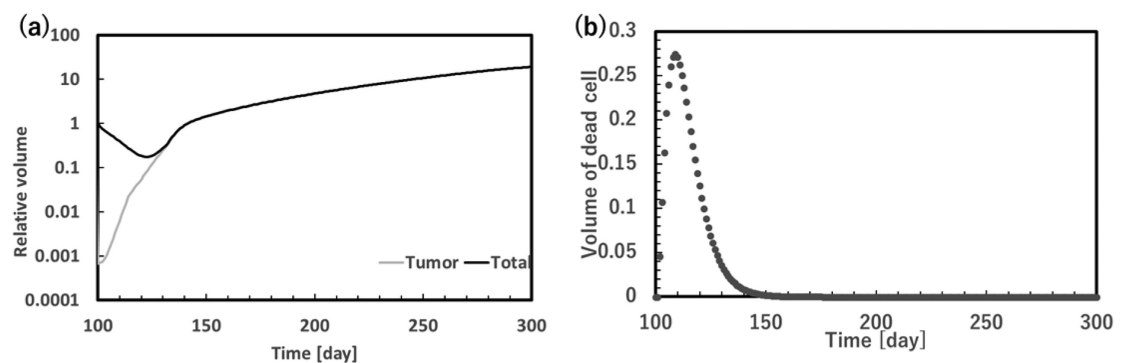 (a)
100
10
1
0.1
0.01
0.001
0.0001
Relative volume
Tumor Total
100 150 200 250 300
Time [day]
(b)
0.3
0.25
0.2
0.15
0.1
0.05
0
Volume of dead cell
100 150 200 250 300
Time [day]